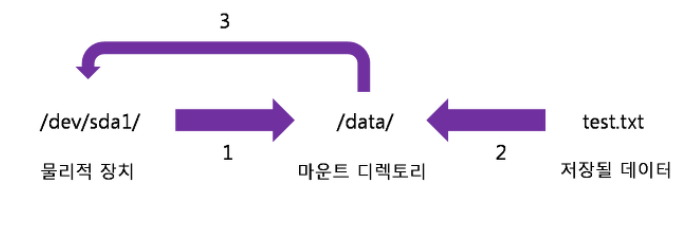 3
/dev/sda1/
/data/
test.txt
1
2
물리적 장치
마운트 디렉토리
저장될 데이터